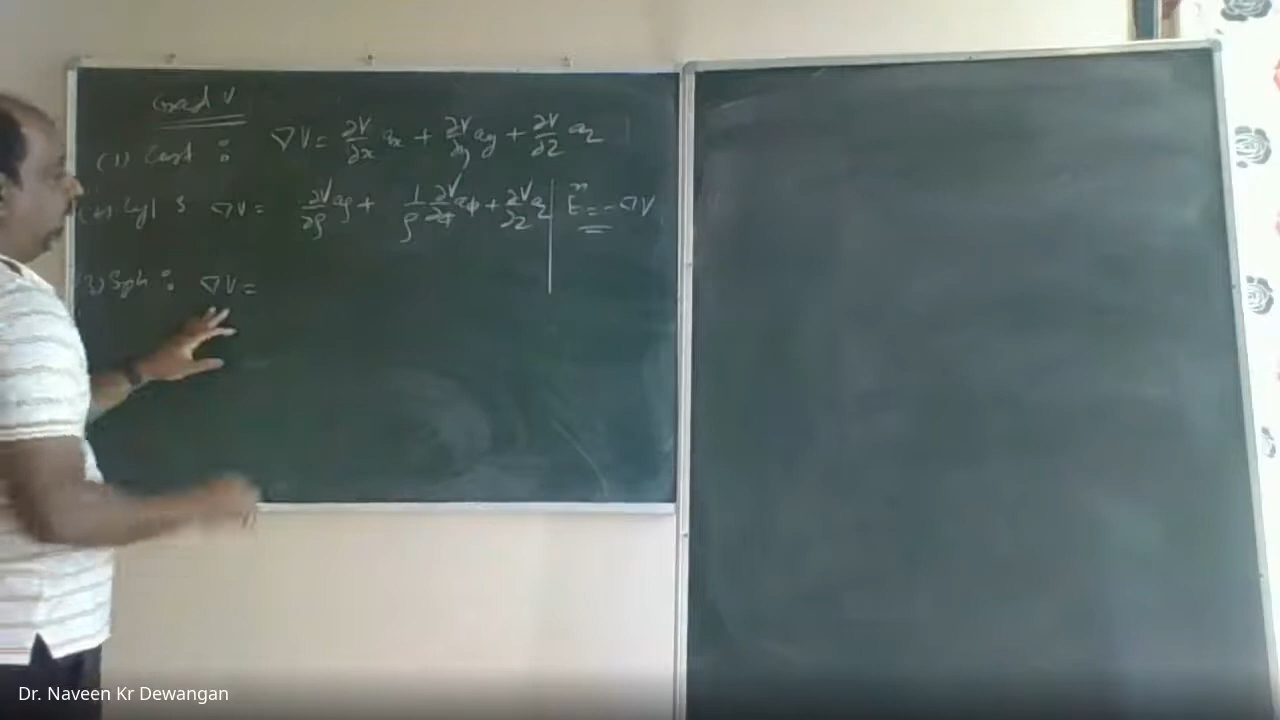 Grad V
(1) Cart : ∇V = ∂V/∂x ax + ∂V/∂y ay + ∂V/∂z az
(2) Cyl : ∇V = ∂V/∂ρ aρ + 1/ρ ∂V/∂φ aφ + ∂V/∂z az | E = -∇V
(3) Sph : ∇V =
Dr. Naveen Kr Dewangan